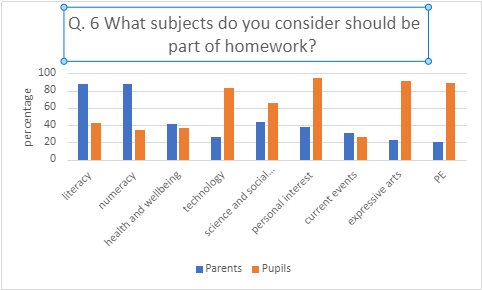 Q. 6 What subjects do you consider should be
part of homework?
percentage
100
80
60
40
20
0
literacy
numeracy
health and wellbeing
technology
science and social...
personal interest
current events
expressive arts
PE
Parents
Pupils